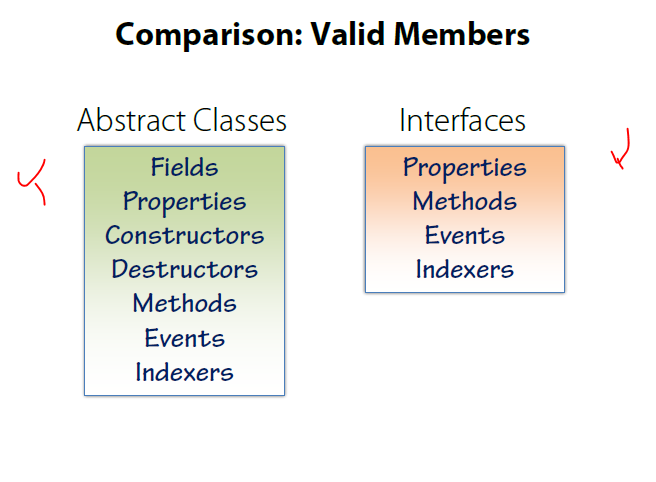 Comparison: Valid Members
Abstract Classes
Fields
Properties
Constructors
Destructors
Methods
Events
Indexers
Interfaces
Properties
Methods
Events
Indexers